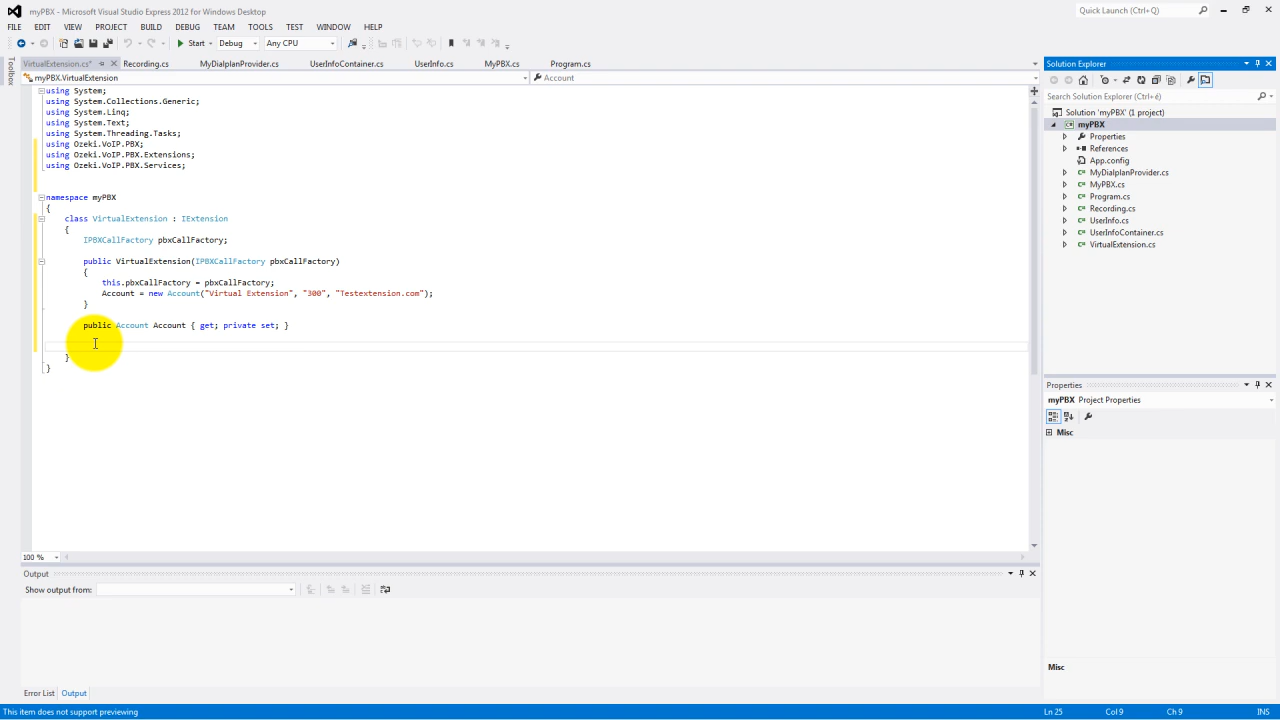 myPBX - Microsoft Visual Studio Express 2012 for Windows Desktop
Quick Launch (Ctrl+Q)
FILE EDIT VIEW PROJECT BUILD DEBUG TEAM TOOLS TEST WINDOW HELP
Start Debug Any CPU
Toolbox
VirtualExtension.cs* Recording.cs MyDialplanProvider.cs UserInfoContainer.cs UserInfo.cs MyPBX.cs Program.cs
myPBX.VirtualExtension Account
using System;
using System.Collections.Generic;
using System.Linq;
using System.Text;
using System.Threading.Tasks;
using Ozeki.VoIP.PBX;
using Ozeki.VoIP.PBX.Extensions;
using Ozeki.VoIP.PBX.Services;
namespace myPBX
{
class VirtualExtension : IExtension
{
IPBXCallFactory pbxCallFactory;
public VirtualExtension(IPBXCallFactory pbxCallFactory)
{
this.pbxCallFactory = pbxCallFactory;
Account = new Account("Virtual Extension", "300", "Testextension.com");
}
public Account Account { get; private set; }
}
}
100 %
Output
Show output from:
Error List Output
Solution Explorer
Search Solution Explorer (Ctrl+é)
Solution 'myPBX' (1 project)
myPBX
Properties
References
App.config
MyDialplanProvider.cs
MyPBX.cs
Program.cs
Recording.cs
UserInfo.cs
UserInfoContainer.cs
VirtualExtension.cs
Properties
myPBX Project Properties
Misc
Misc
This item does not support previewing Ln 25 Col 9 Ch 9 INS